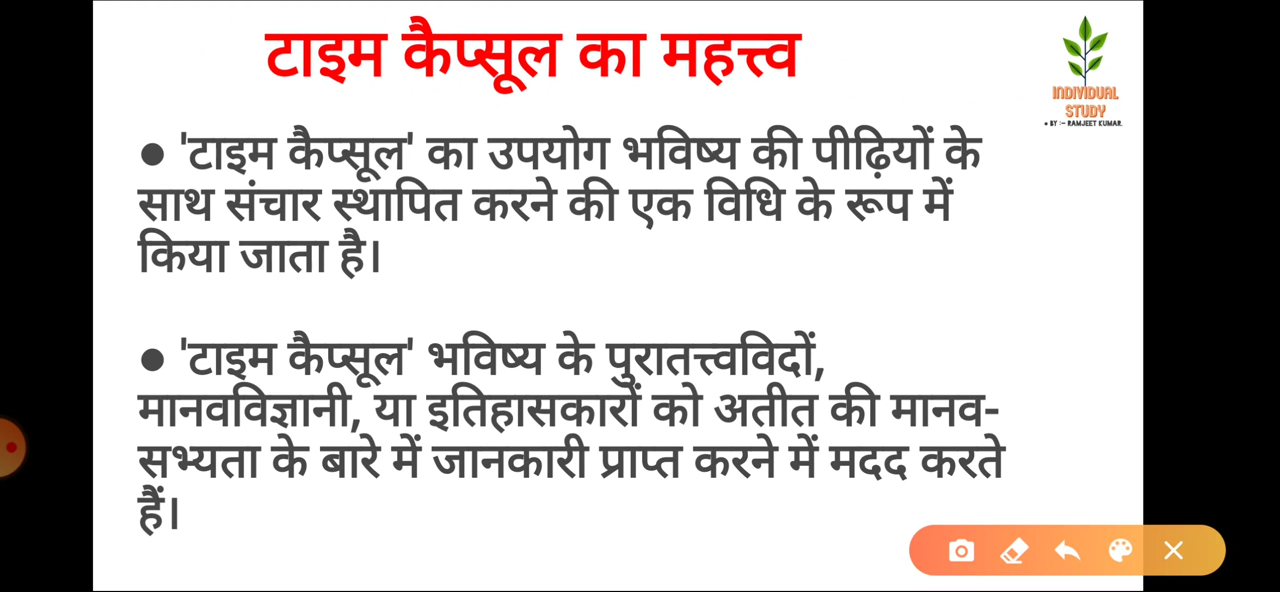 टाइम कैप्सूल का महत्त्व
INDIVIDUAL
STUDY
• BY :- RAMJEET KUMAR.
● 'टाइम कैप्सूल' का उपयोग भविष्य की पीढ़ियों के
साथ संचार स्थापित करने की एक विधि के रूप में
किया जाता है।
● 'टाइम कैप्सूल' भविष्य के पुरातत्त्वविदों,
मानवविज्ञानी, या इतिहासकारों को अतीत की मानव-
सभ्यता के बारे में जानकारी प्राप्त करने में मदद करते
हैं।